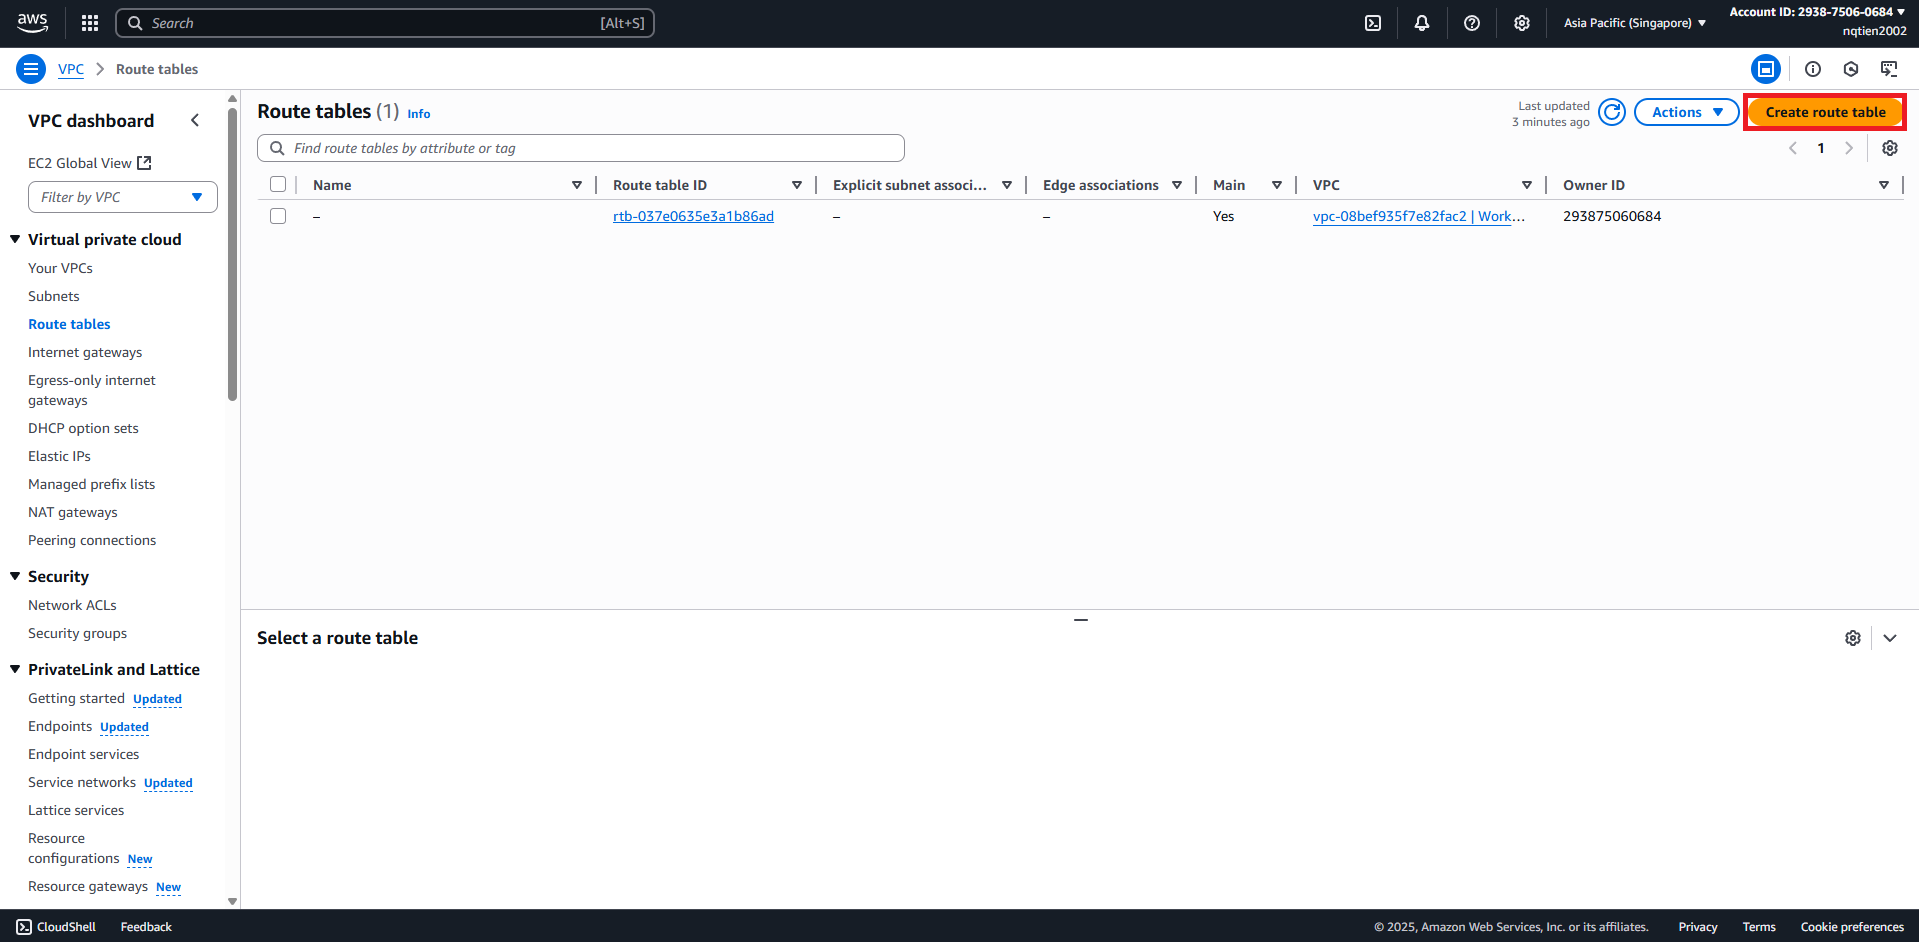 aws
Search
[Alt+S]
Asia Pacific (Singapore)
Account ID: 2938-7506-0684
nqtien2002
VPC
Route tables
VPC dashboard
EC2 Global View
Filter by VPC
Virtual private cloud
Your VPCs
Subnets
Route tables
Internet gateways
Egress-only internet
gateways
DHCP option sets
Elastic IPs
Managed prefix lists
NAT gateways
Peering connections
Security
Network ACLs
Security groups
PrivateLink and Lattice
Getting started Updated
Endpoints Updated
Endpoint services
Service networks Updated
Lattice services
Resource
configurations New
Resource gateways New
Route tables (1) Info
Last updated
3 minutes ago
Actions
Create route table
Find route tables by attribute or tag
1
Name Route table ID Explicit subnet associ... Edge associations Main VPC Owner ID
– rtb-037e0635e3a1b86ad – – Yes vpc-08bef935f7e82fac2 | Work... 293875060684
Select a route table
CloudShell Feedback © 2025, Amazon Web Services, Inc. or its affiliates. Privacy Terms Cookie preferences